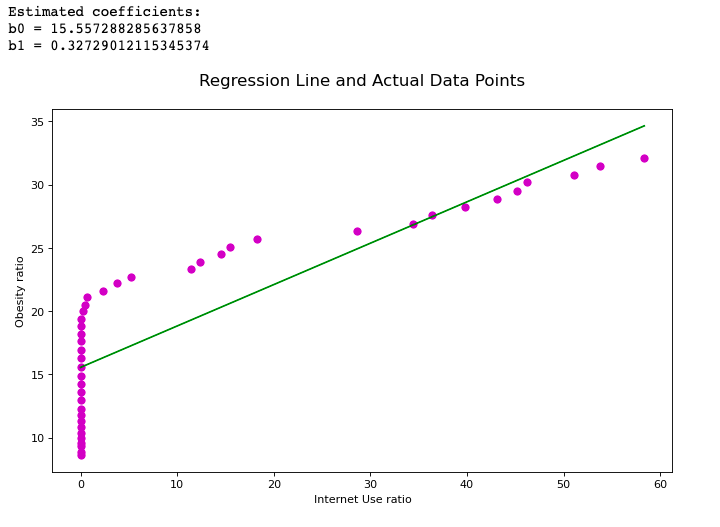 Estimated coefficients:
b0 = 15.557288285637858
b1 = 0.32729012115345374
Regression Line and Actual Data Points
35
30
25
20
15
10
Obesity ratio
0 10 20 30 40 50 60
Internet Use ratio